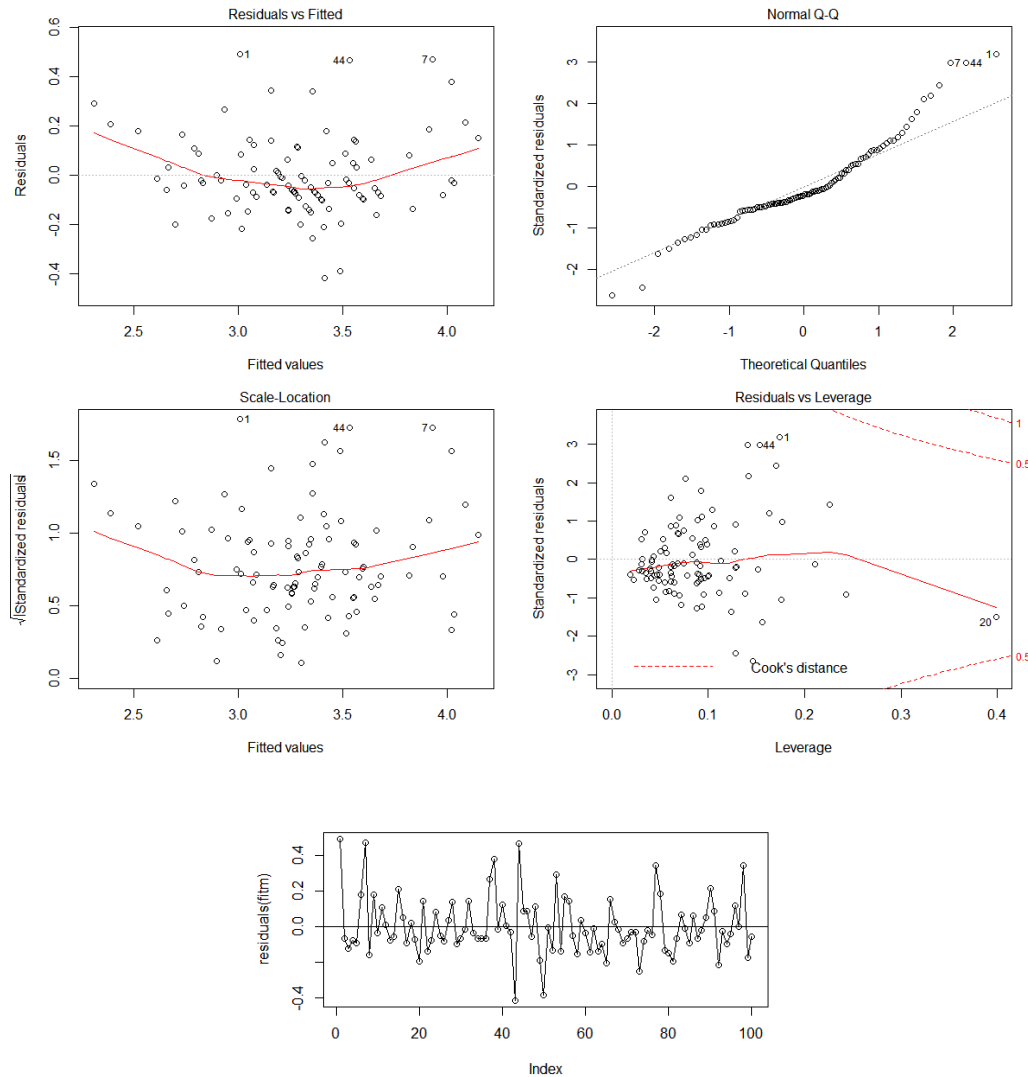 Residuals vs Fitted
Residuals
0.6
0.4
0.2
0.0
-0.2
-0.4
1
44
7
2.5 3.0 3.5 4.0
Fitted values
Normal Q-Q
Standardized residuals
3
2
1
0
-1
-2
7 44 1
-2 -1 0 1 2
Theoretical Quantiles
Scale-Location
√|Standardized residuals|
1.5
1.0
0.5
0.0
1
44
7
2.5 3.0 3.5 4.0
Fitted values
Residuals vs Leverage
Standardized residuals
3
2
1
0
-1
-2
-3
1
44
20
1
0.5
0.5
Cook's distance
0.0 0.1 0.2 0.3 0.4
Leverage
residuals(fitm)
0.4
0.2
0.0
-0.4
0 20 40 60 80 100
Index